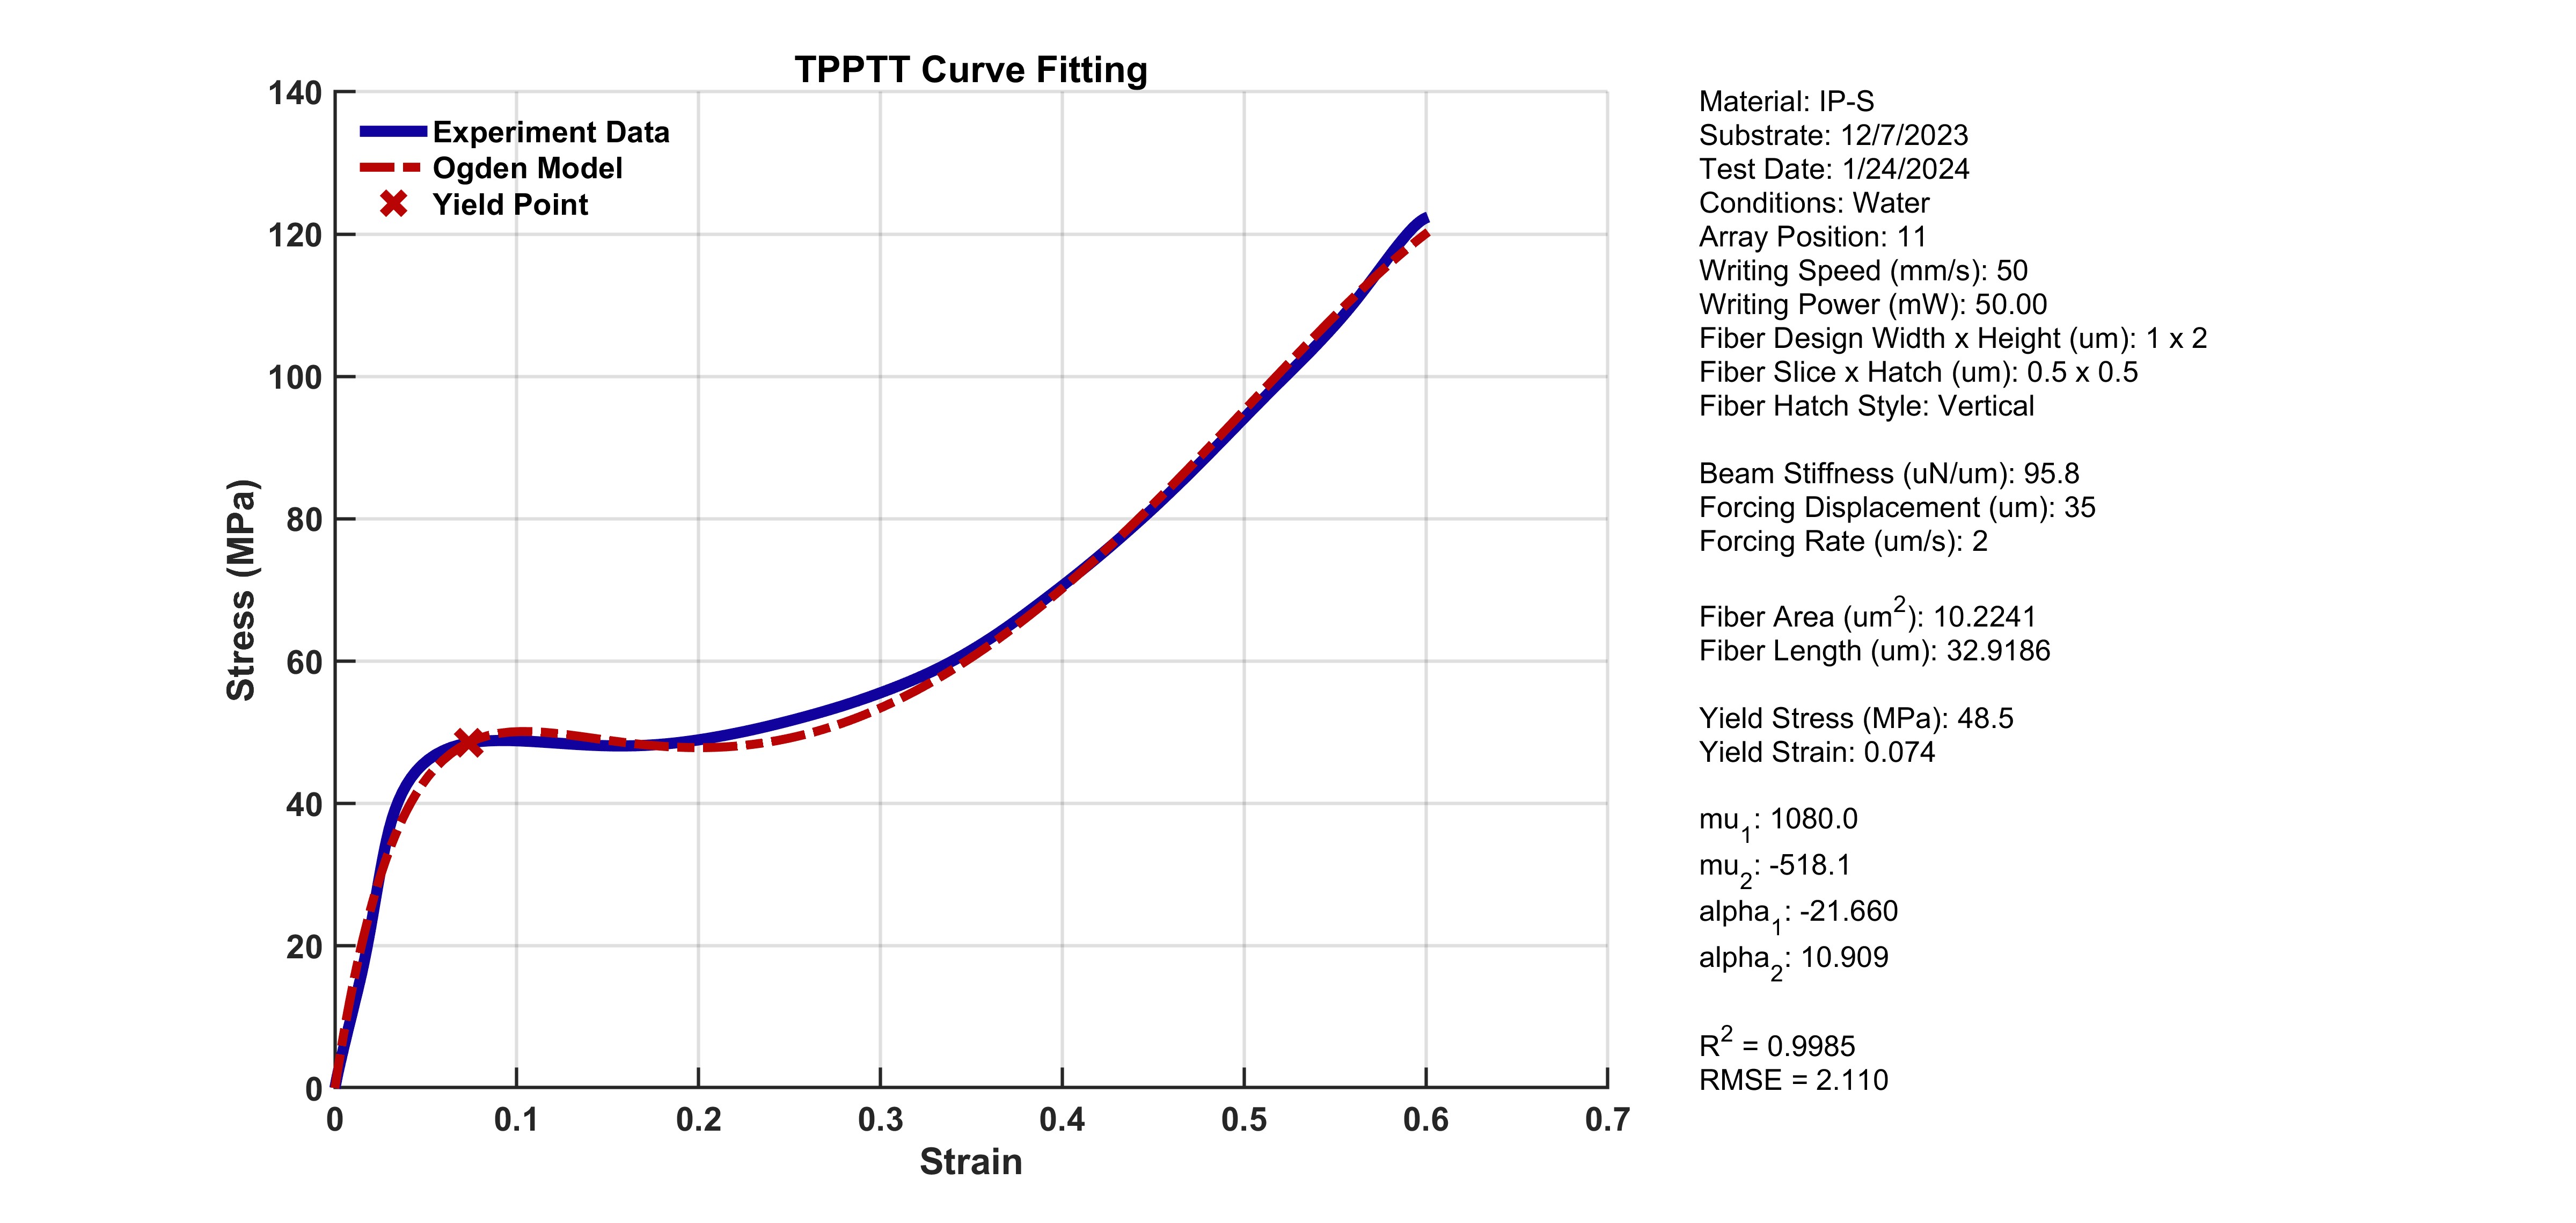 TPPTT Curve Fitting
140
120
100
80
60
40
20
0
Stress (MPa)
Experiment Data
Ogden Model
Yield Point
0
0.1
0.2
0.3
0.4
0.5
0.6
0.7
Strain
Material: IP-S
Substrate: 12/7/2023
Test Date: 1/24/2024
Conditions: Water
Array Position: 11
Writing Speed (mm/s): 50
Writing Power (mW): 50.00
Fiber Design Width x Height (um): 1 x 2
Fiber Slice x Hatch (um): 0.5 x 0.5
Fiber Hatch Style: Vertical
Beam Stiffness (uN/um): 95.8
Forcing Displacement (um): 35
Forcing Rate (um/s): 2
Fiber Area (um²): 10.2241
Fiber Length (um): 32.9186
Yield Stress (MPa): 48.5
Yield Strain: 0.074
mu₁: 1080.0
mu₂: -518.1
alpha₁: -21.660
alpha₂: 10.909
R² = 0.9985
RMSE = 2.110